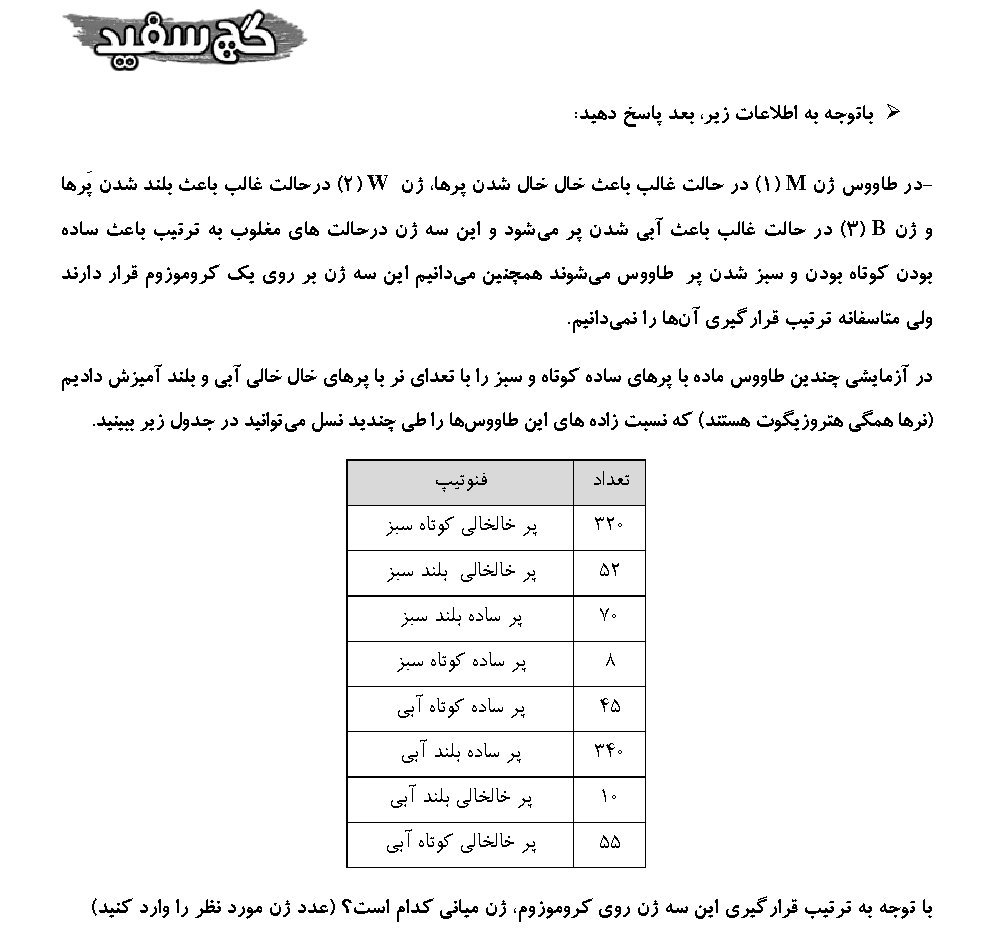 گچ سفید
➢ باتوجه به اطلاعات زیر، بعد پاسخ دهید:
-در طاووس ژن M (۱) در حالت غالب باعث خال خال شدن پرها، ژن W (۲) درحالت غالب باعث بلند شدن پَرها
و ژن B (۳) در حالت غالب باعث آبی شدن پر می‌شود و این سه ژن درحالت های مغلوب به ترتیب باعث ساده
بودن کوتاه بودن و سبز شدن پر طاووس می‌شوند همچنین می‌دانیم این سه ژن بر روی یک کروموزوم قرار دارند
ولی متاسفانه ترتیب قرارگیری آن‌ها را نمی‌دانیم.
در آزمایشی چندین طاووس ماده با پرهای ساده کوتاه و سبز را با تعدای نر با پرهای خال خالی آبی و بلند آمیزش دادیم
(نرها همگی هتروزیگوت هستند) که نسبت زاده های این طاووس‌ها را طی چندید نسل می‌توانید در جدول زیر ببینید.
تعداد فنوتیپ
۳۲۰ پر خالخالی کوتاه سبز
۵۲ پر خالخالی بلند سبز
۷۰ پر ساده بلند سبز
۸ پر ساده کوتاه سبز
۴۵ پر ساده کوتاه آبی
۳۴۰ پر ساده بلند آبی
۱۰ پر خالخالی بلند آبی
۵۵ پر خالخالی کوتاه آبی
با توجه به ترتیب قرارگیری این سه ژن روی کروموزوم، ژن میانی کدام است؟ (عدد ژن مورد نظر را وارد کنید)